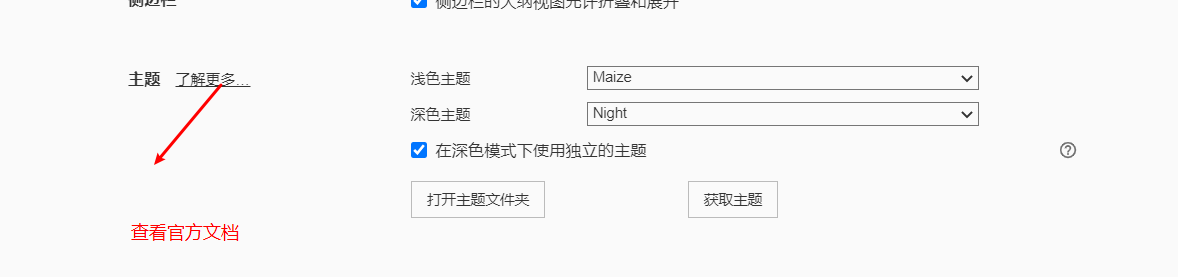 侧边栏 侧边栏的大纲视图允许折叠和展开
主题 了解更多... 浅色主题 Maize
深色主题 Night
在深色模式下使用独立的主题
打开主题文件夹 获取主题
查看官方文档